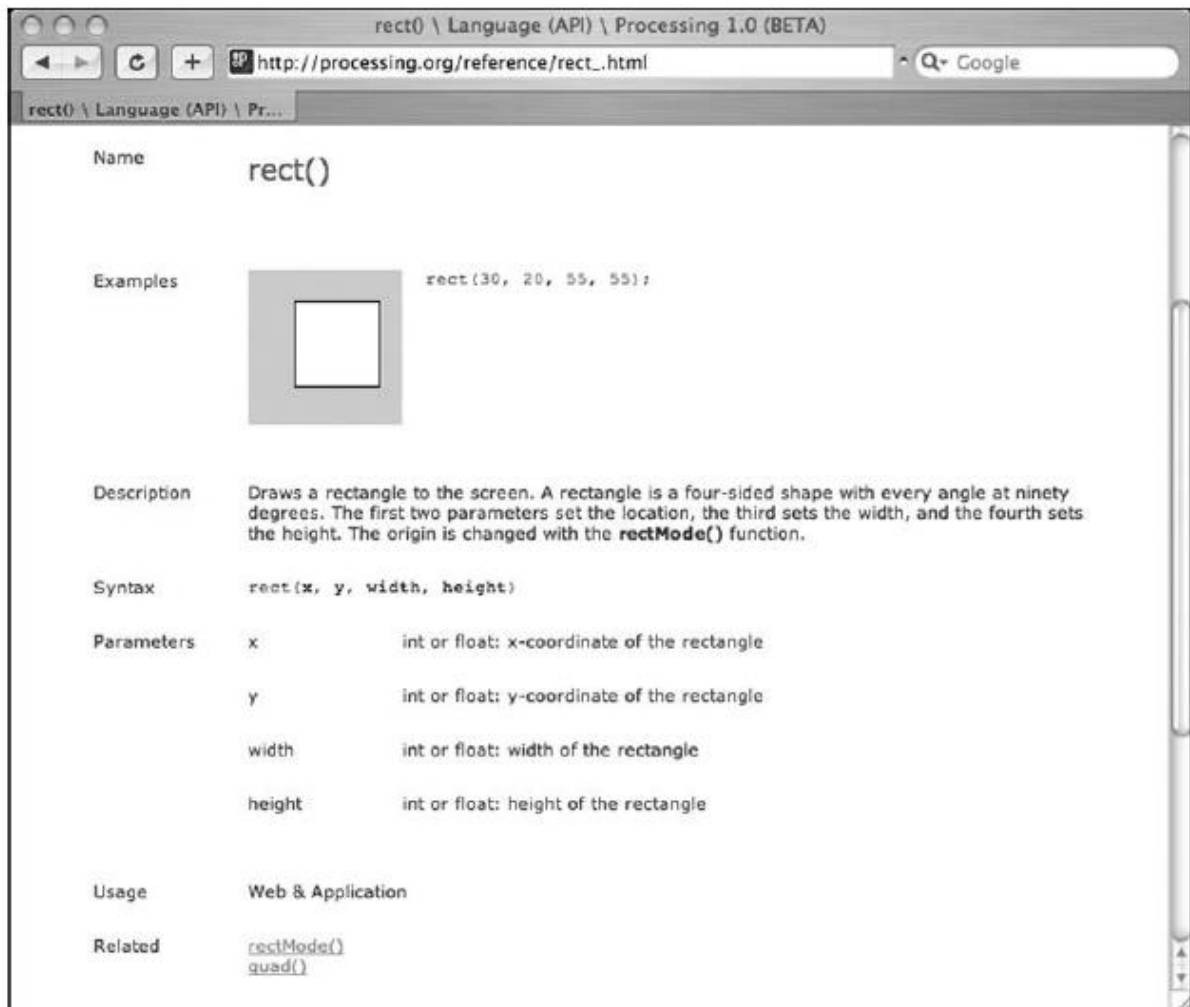 rect() \ Language (API) \ Processing 1.0 (BETA)
http://processing.org/reference/rect_.html
Google
rect() \ Language (API) \ Pr...
Name
rect()
Examples
rect(30, 20, 55, 55);
Description
Draws a rectangle to the screen. A rectangle is a four-sided shape with every angle at ninety
degrees. The first two parameters set the location, the third sets the width, and the fourth sets
the height. The origin is changed with the rectMode() function.
Syntax
rect(x, y, width, height)
Parameters
x int or float: x-coordinate of the rectangle
y int or float: y-coordinate of the rectangle
width int or float: width of the rectangle
height int or float: height of the rectangle
Usage
Web & Application
Related
rectMode()
quad()